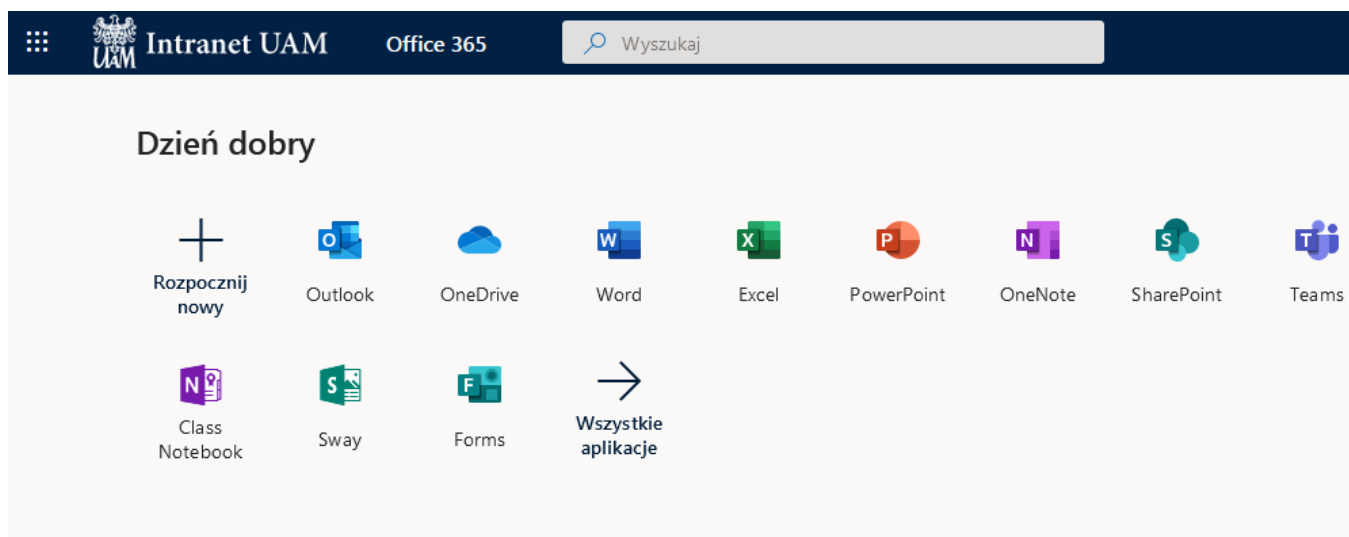 UAM Intranet UAM Office 365 Wyszukaj
Dzień dobry
Rozpocznij
nowy
Outlook
OneDrive
Word
Excel
PowerPoint
OneNote
SharePoint
Teams
Class
Notebook
Sway
Forms
Wszystkie
aplikacje